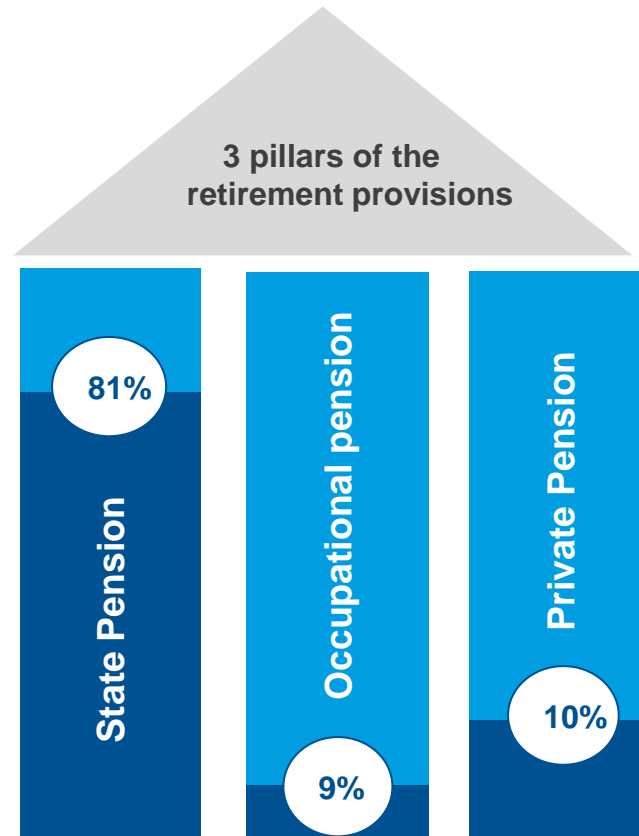 3 pillars of the
retirement provisions
81%
State Pension
Occupational pension
9%
Private Pension
10%